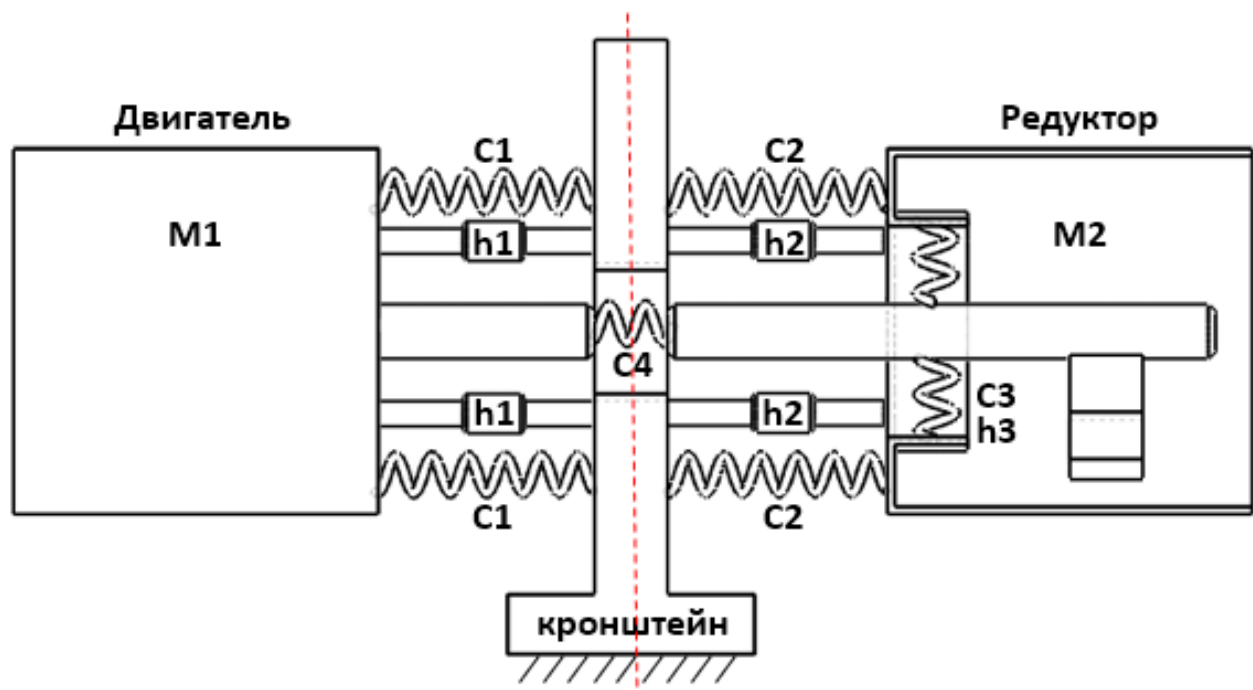 Двигатель
Редуктор
C1
C2
M1
M2
h1
h2
C4
h1
h2
C3
h3
C1
C2
кронштейн